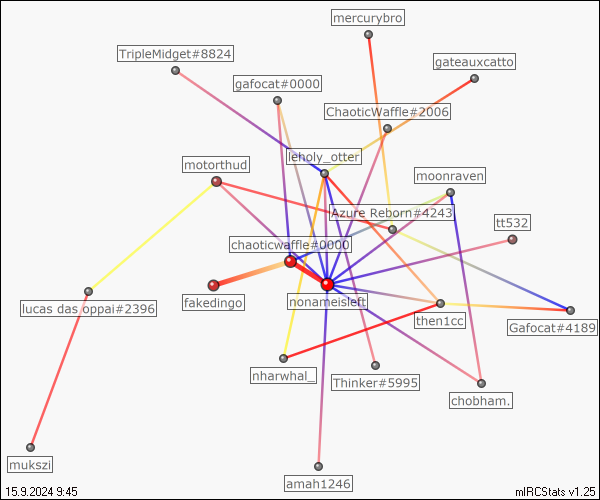 mercurybro
TripleMidget#8824
gateauxcatto
gafocat#0000
ChaoticWaffle#2006
leholy_otter
motorthud
moonraven
Azure Reborn#4243
tt532
chaoticwaffle#0000
fakedingo
nonameisleft
lucas das oppai#2396
then1cc
Gafocat#4189
nharwhal_
Thinker#5995
chobham.
mukszi
amah1246
15.9.2024 9:45
mIRCStats v1.25